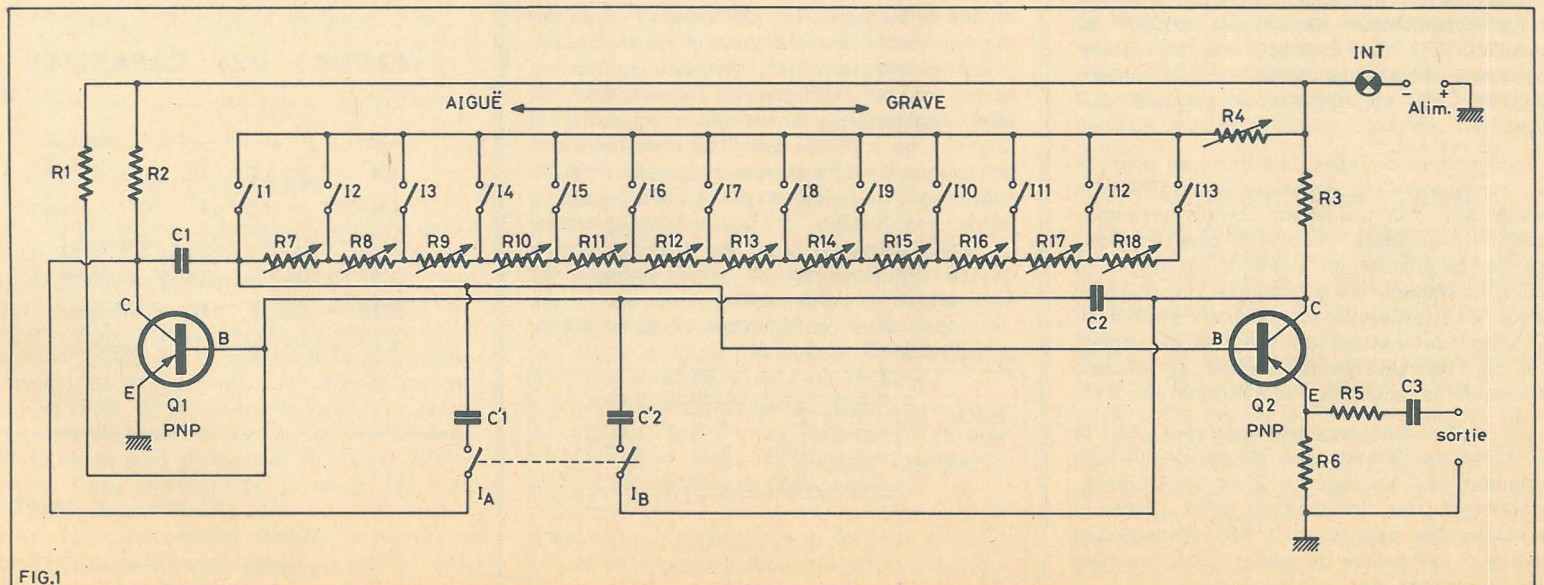 INT
AIGUË GRAVE
- +
Alim.
R4
R1 R2
I1 I2 I3 I4 I5 I6 I7 I8 I9 I10 I11 I12 I13
R3
C1
R7 R8 R9 R10 R11 R12 R13 R14 R15 R16 R17 R18
C C2 C
B B
E E
Q1 C'1 C'2 Q2 R5 C3
PNP PNP
sortie
R6
IA IB
FIG.1